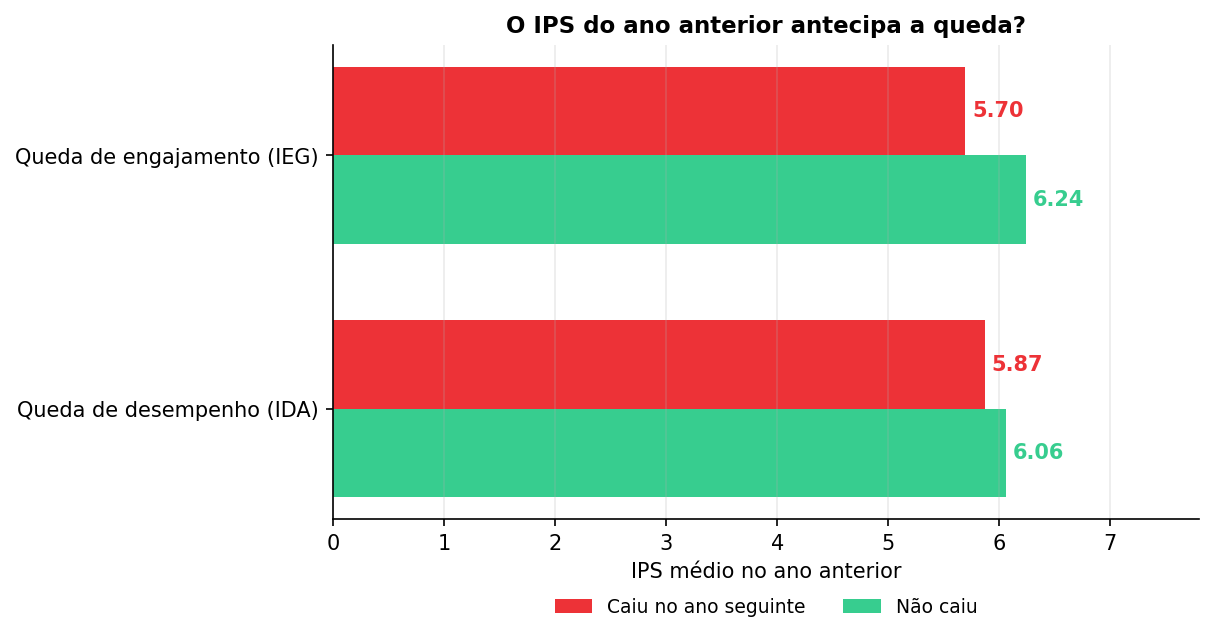 O IPS do ano anterior antecipa a queda?
5.70
Queda de engajamento (IEG)
6.24
5.87
Queda de desempenho (IDA)
6.06
0 1 2 3 4 5 6 7
IPS médio no ano anterior
Caiu no ano seguinte Não caiu